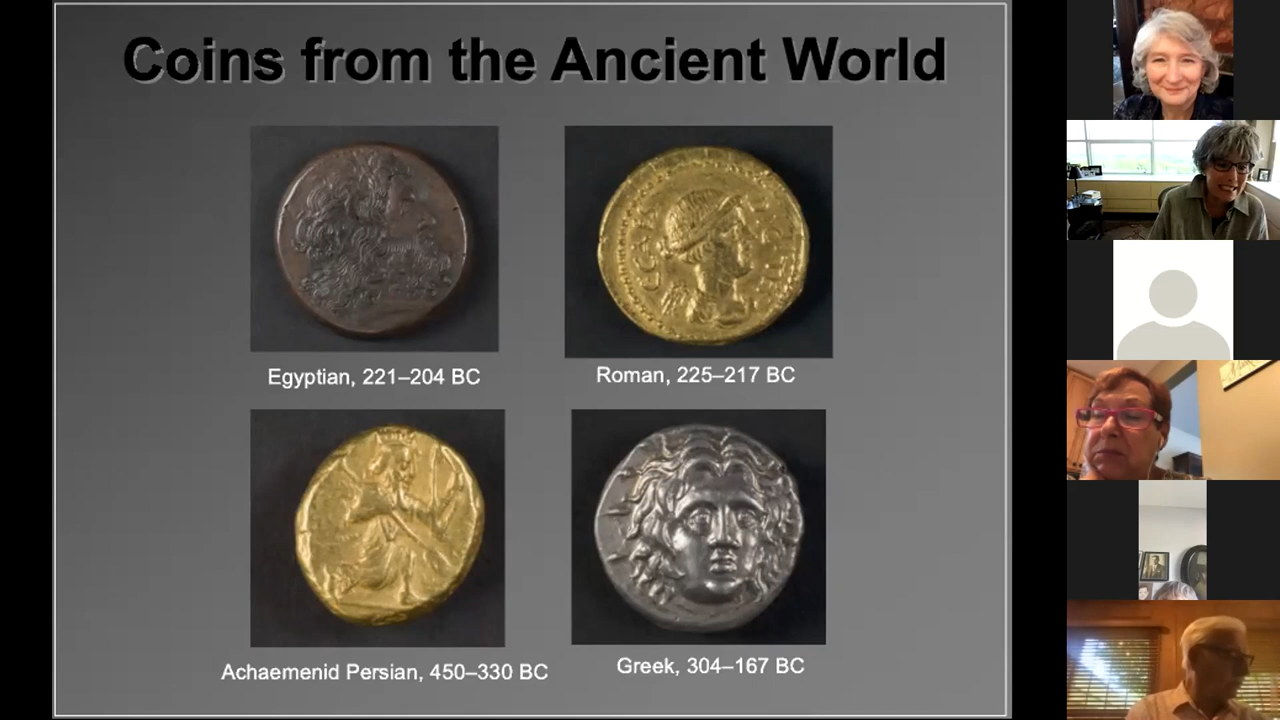 Coins from the Ancient World
Egyptian, 221–204 BC
Roman, 225–217 BC
Achaemenid Persian, 450–330 BC
Greek, 304–167 BC